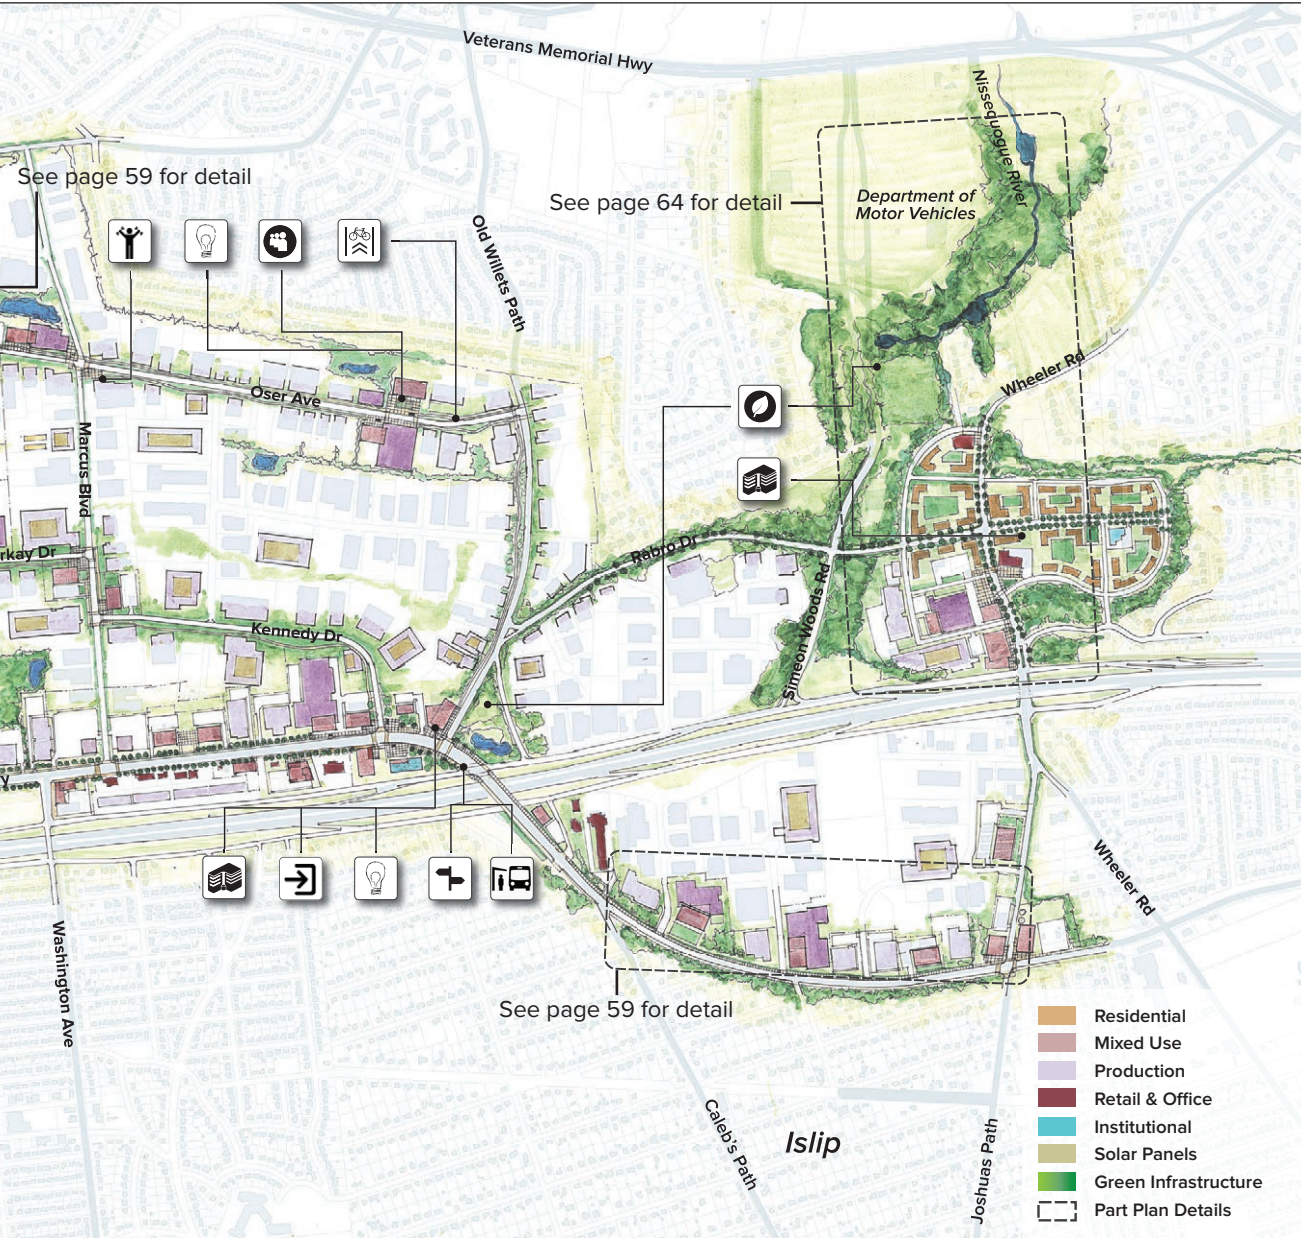 Veterans Memorial Hwy
Nissequogue River
See page 59 for detail
See page 64 for detail
Department of
Motor Vehicles
Old Willets Path
Wheeler Rd
Oser Ave
Marcus Blvd
rkay Dr
Rabro Dr
Kennedy Dr
Simeon Woods Rd
y
Wheeler Rd
Washington Ave
See page 59 for detail
Caleb's Path
Islip
Joshuas Path
Residential
Mixed Use
Production
Retail & Office
Institutional
Solar Panels
Green Infrastructure
Part Plan Details